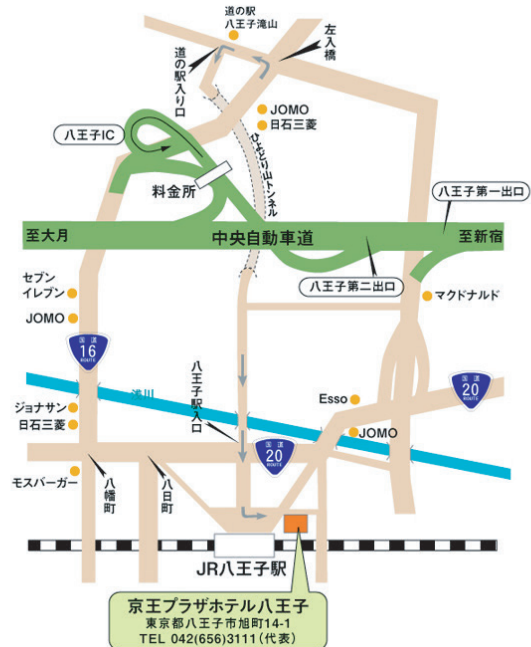 道の駅
八王子滝山
道の駅入り口
左入橋
JOMO
日石三菱
八王子IC
ひよどり山トンネル
料金所
八王子第一出口
至大月
中央自動車道
至新宿
八王子第二出口
セブン
イレブン
マクドナルド
JOMO
国道
16
ROUTE
八王子駅入口
浅川
国道
20
ROUTE
Esso
ジョナサン
日石三菱
JOMO
国道
20
ROUTE
モスバーガー
八幡町
八日町
JR八王子駅
京王プラザホテル八王子
東京都八王子市旭町14-1
TEL 042(656)3111(代表)